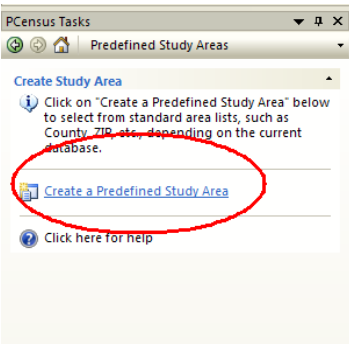 PCensus Tasks
Predefined Study Areas
Create Study Area
Click on "Create a Predefined Study Area" below
to select from standard area lists, such as
County, ZIP, etc., depending on the current
database.
Create a Predefined Study Area
Click here for help